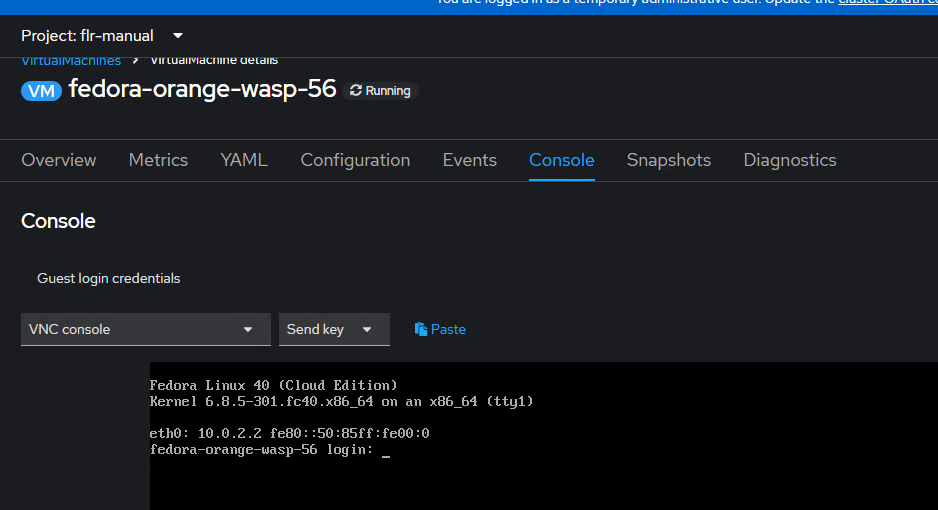 You are logged in as a temporary administrative user. Update the cluster OAuth
Project: flr-manual
VirtualMachines > VirtualMachine details
VM fedora-orange-wasp-56 Running
Overview Metrics YAML Configuration Events Console Snapshots Diagnostics
Console
Guest login credentials
VNC console Send key Paste
Fedora Linux 40 (Cloud Edition)
Kernel 6.8.5-301.fc40.x86_64 on an x86_64 (tty1)
eth0: 10.0.2.2 fe80::50:85ff:fe00:0
fedora-orange-wasp-56 login: _